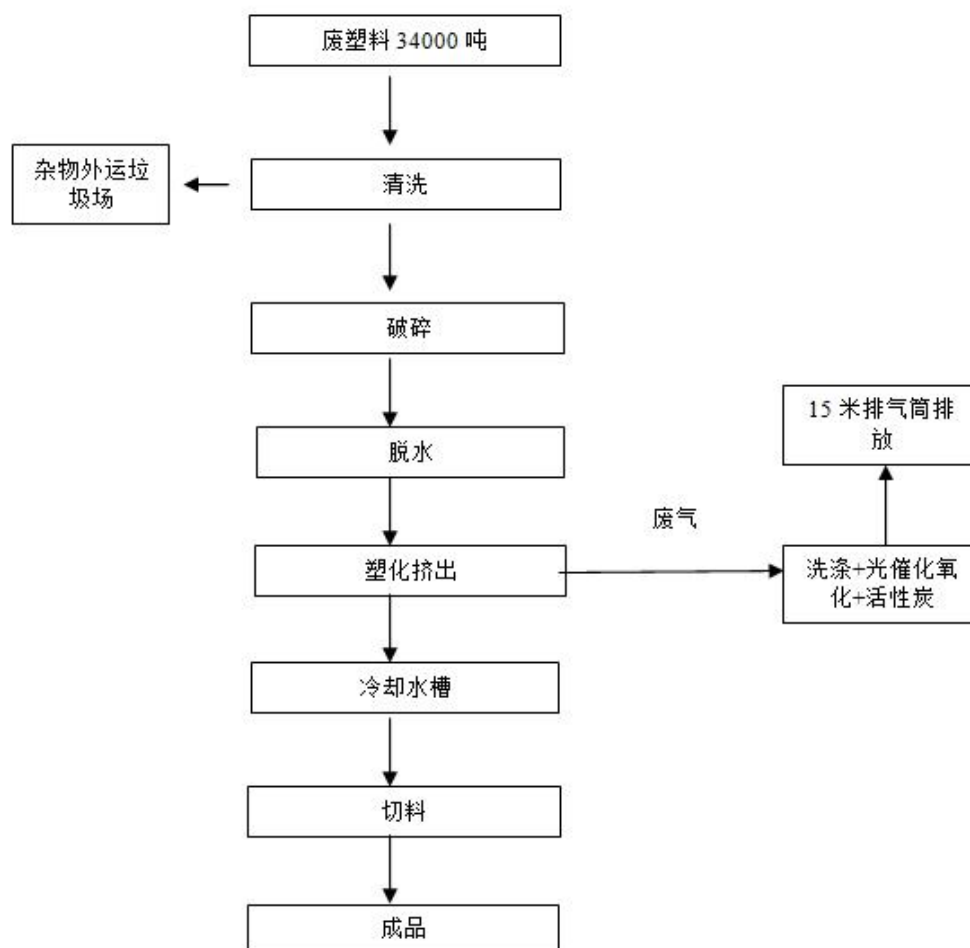 废塑料 34000 吨
杂物外运垃
圾场
清洗
破碎
15 米排气筒排
放
脱水
废气
塑化挤出
洗涤+光催化氧
化+活性炭
冷却水槽
切料
成品